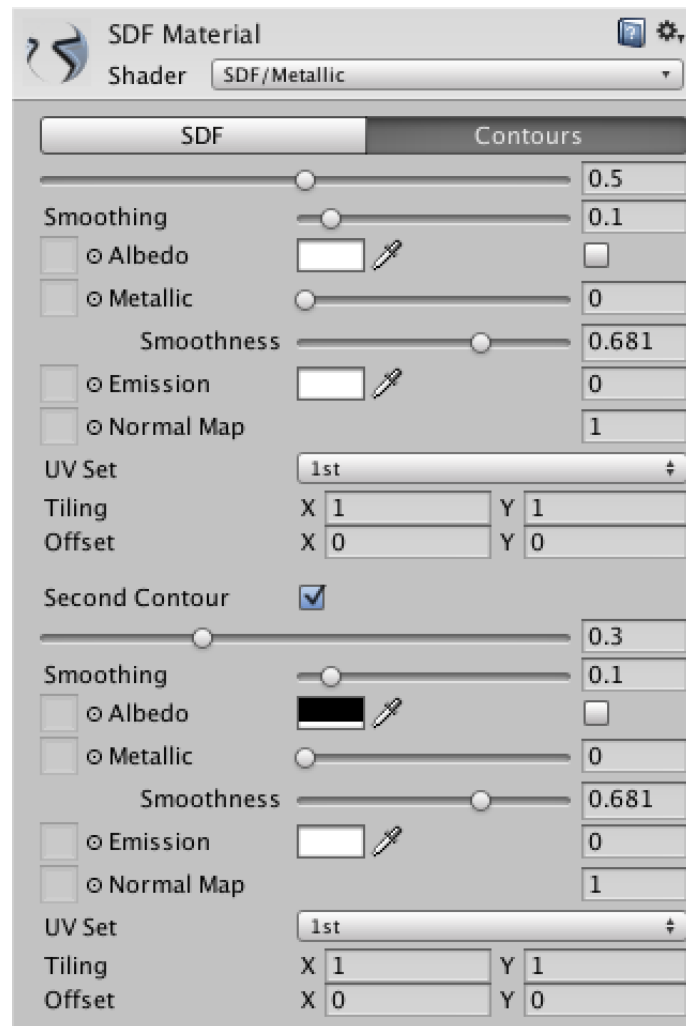 SDF Material
Shader SDF/Metallic
SDF Contours
0.5
Smoothing 0.1
Albedo
Metallic 0
Smoothness 0.681
Emission 0
Normal Map 1
UV Set 1st
Tiling X 1 Y 1
Offset X 0 Y 0
Second Contour
0.3
Smoothing 0.1
Albedo
Metallic 0
Smoothness 0.681
Emission 0
Normal Map 1
UV Set 1st
Tiling X 1 Y 1
Offset X 0 Y 0